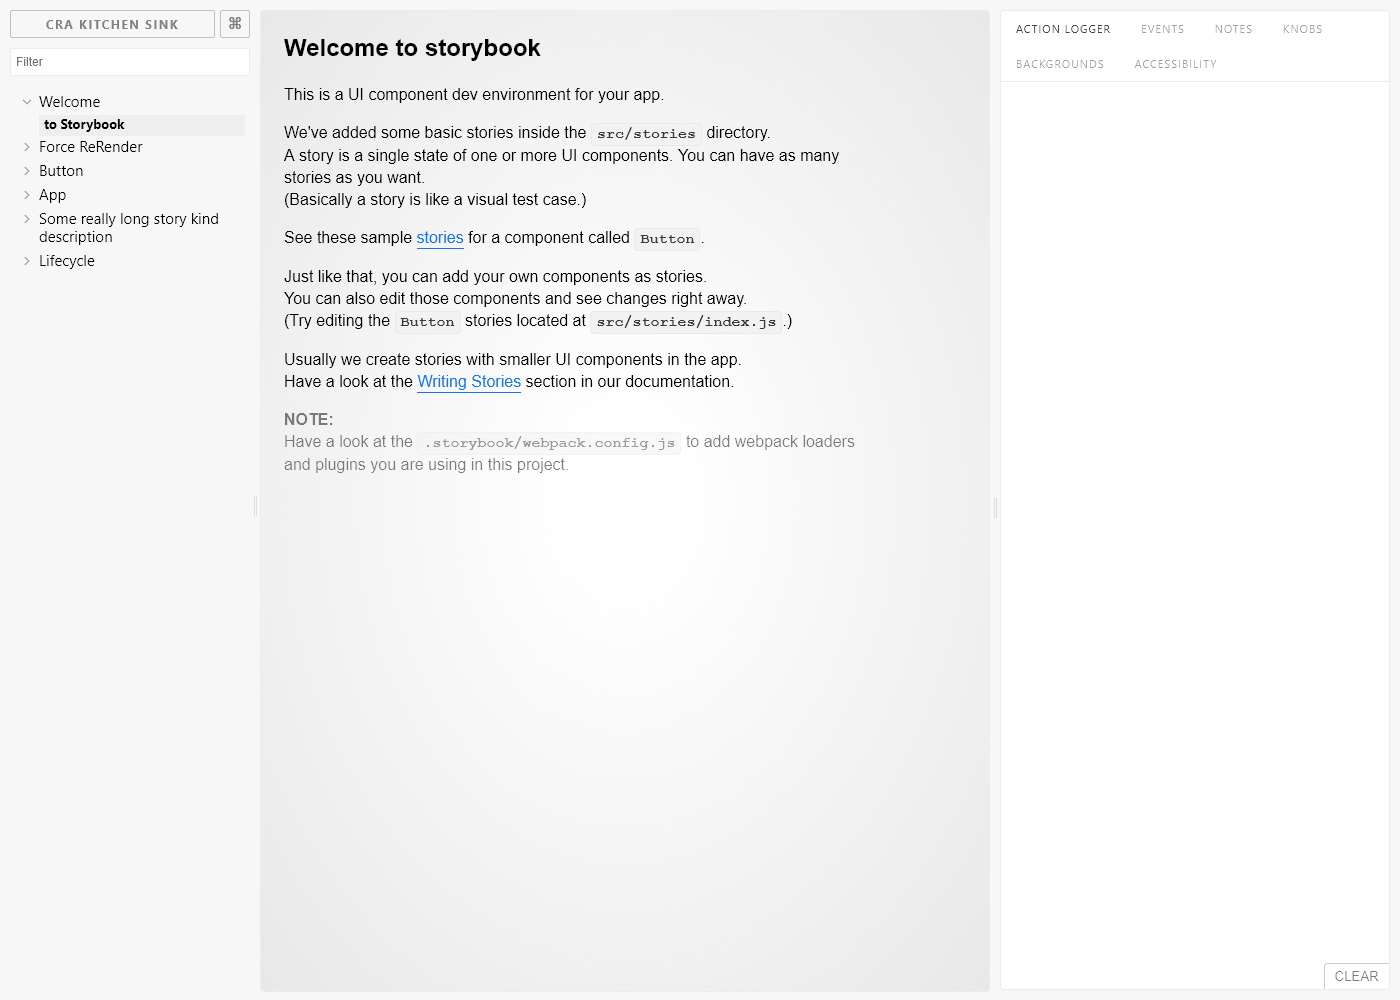 CRA KITCHEN SINK
⌘
Filter
Welcome
to Storybook
Force ReRender
Button
App
Some really long story kind
description
Lifecycle
Welcome to storybook
This is a UI component dev environment for your app.
We've added some basic stories inside the src/stories directory.
A story is a single state of one or more UI components. You can have as many
stories as you want.
(Basically a story is like a visual test case.)
See these sample stories for a component called Button.
Just like that, you can add your own components as stories.
You can also edit those components and see changes right away.
(Try editing the Button stories located at src/stories/index.js.)
Usually we create stories with smaller UI components in the app.
Have a look at the Writing Stories section in our documentation.
NOTE:
Have a look at the .storybook/webpack.config.js to add webpack loaders
and plugins you are using in this project.
ACTION LOGGER EVENTS NOTES KNOBS
BACKGROUNDS ACCESSIBILITY
CLEAR